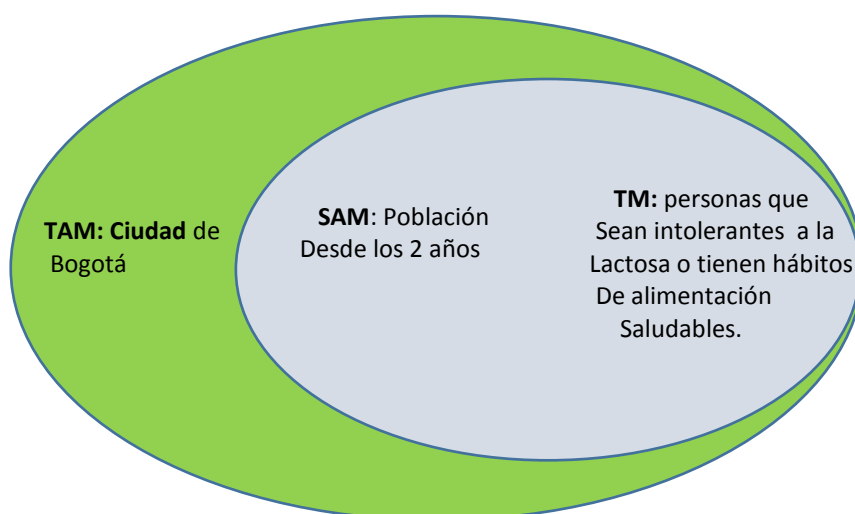 TAM: Ciudad de
Bogotá
SAM: Población
Desde los 2 años
TM: personas que
Sean intolerantes a la
Lactosa o tienen hábitos
De alimentación
Saludables.